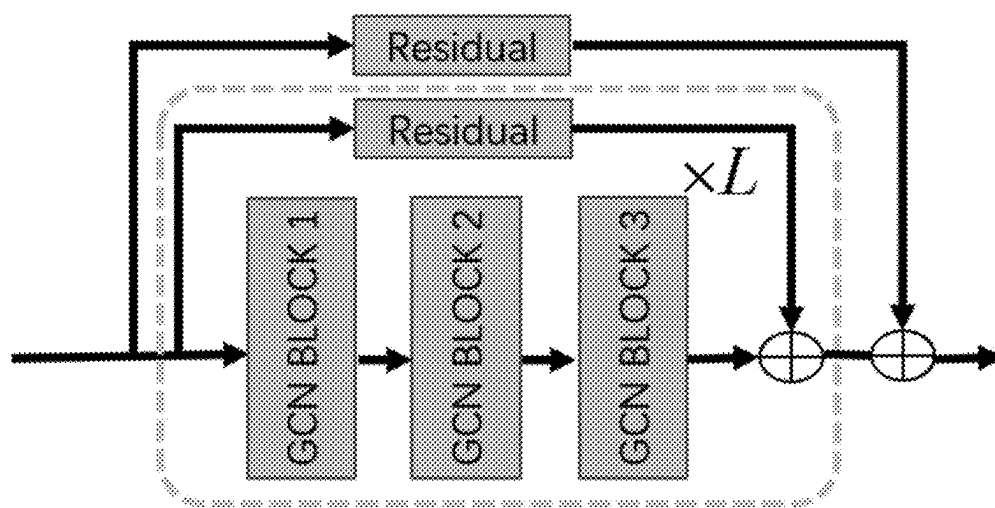 Residual
Residual
×L
GCN BLOCK 1
GCN BLOCK 2
GCN BLOCK 3